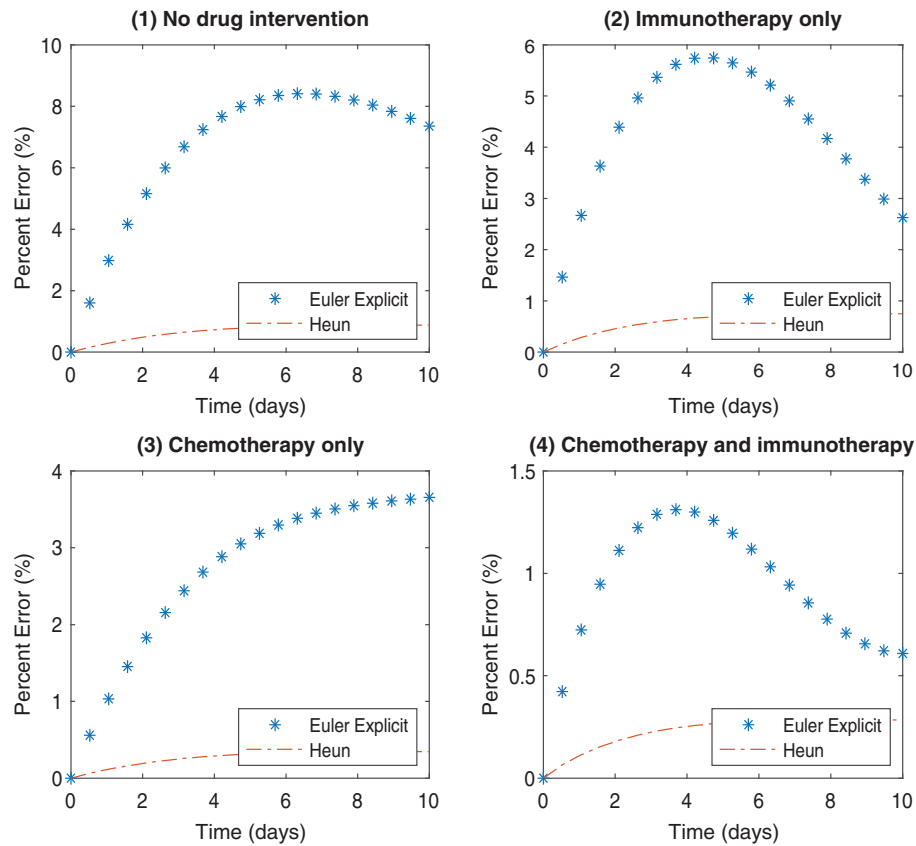 (1) No drug intervention
10
8
6
4
2
0
Percent Error (%)
Euler Explicit
Heun
0 2 4 6 8 10
Time (days)
(2) Immunotherapy only
6
5
4
3
2
1
0
Percent Error (%)
Euler Explicit
Heun
0 2 4 6 8 10
Time (days)
(3) Chemotherapy only
4
3
2
1
0
Percent Error (%)
Euler Explicit
Heun
0 2 4 6 8 10
Time (days)
(4) Chemotherapy and immunotherapy
1.5
1
0.5
0
Percent Error (%)
Euler Explicit
Heun
0 2 4 6 8 10
Time (days)